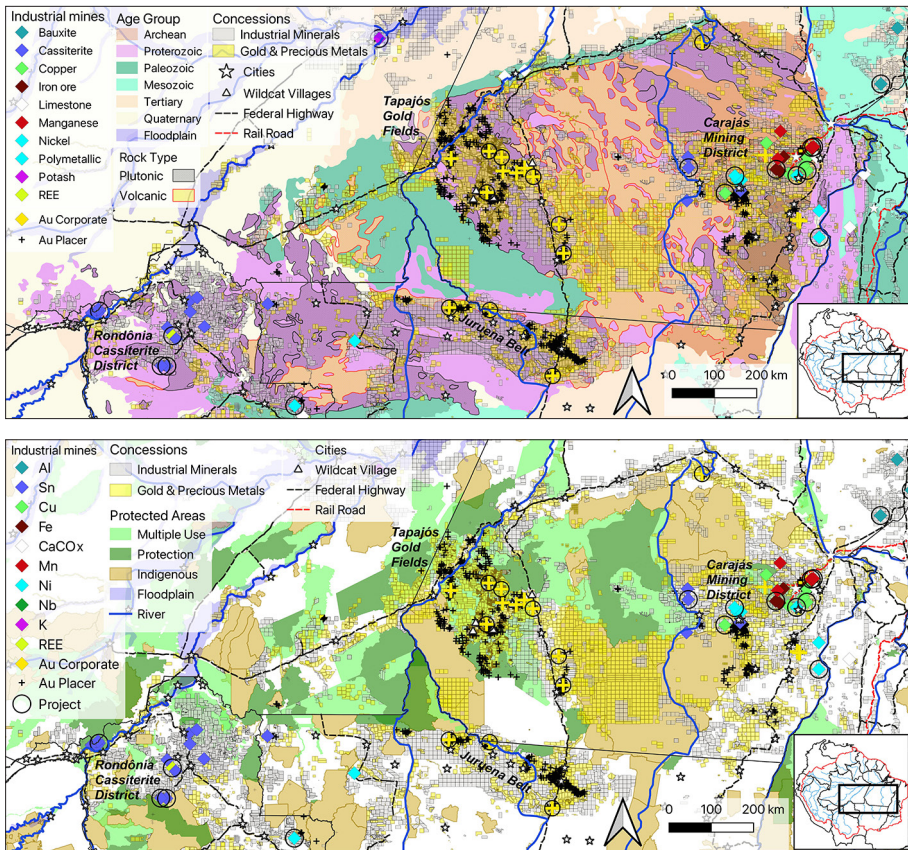 Industrial mines
Bauxite
Cassiterite
Copper
Iron ore
Limestone
Manganese
Nickel
Polymetallic
Potash
REE
Au Corporate
Au Placer
Age Group
Archean
Proterozoic
Paleozoic
Mesozoic
Tertiary
Quaternary
Floodplain
Rock Type
Plutonic
Volcanic
Concessions
Industrial Minerals
Gold & Precious Metals
Cities
Wildcat Villages
Federal Highway
Rail Road
Tapajós
Gold
Fields
Carajás
Mining
District
Rondônia
Cassiterite
District
Juruena Belt
0
100
200 km
Industrial mines
Al
Sn
Cu
Fe
CaCOx
Mn
Ni
Nb
K
REE
Au Corporate
Au Placer
Project
Concessions
Industrial Minerals
Gold & Precious Metals
Protected Areas
Multiple Use
Protection
Indigenous
Floodplain
River
Cities
Wildcat Village
Federal Highway
Rail Road
Tapajós
Gold
Fields
Carajás
Mining
District
Rondônia
Cassiterite
District
Juruena Belt
0
100
200 km